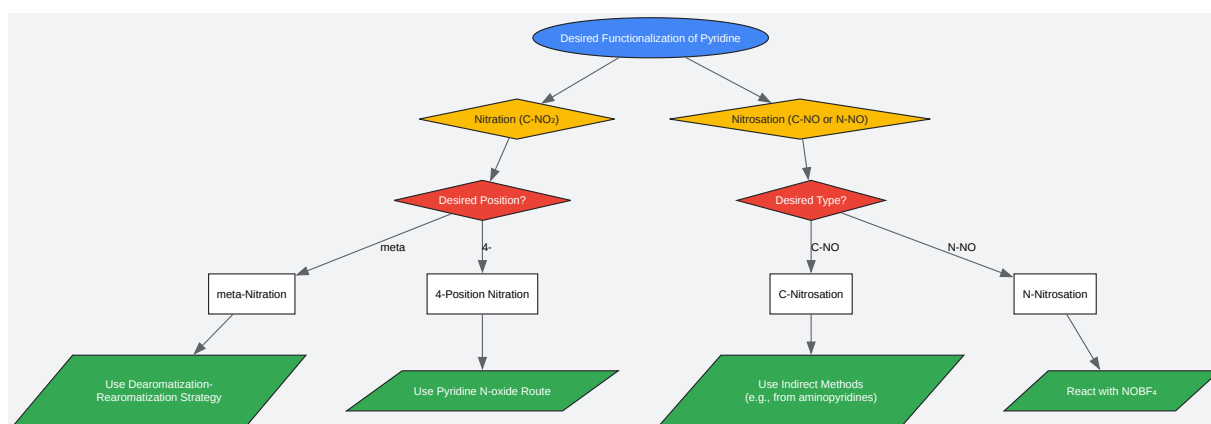 Desired Functionalization of Pyridine
Nitration (C-NO₂)
Nitrosation (C-NO or N-NO)
Desired Position?
Desired Type?
meta
4-
C-NO
N-NO
meta-Nitration
4-Position Nitration
C-Nitrosation
N-Nitrosation
Use Dearomatization-
Rearomatization Strategy
Use Pyridine N-oxide Route
Use Indirect Methods
(e.g., from aminopyridines)
React with NOBF₄